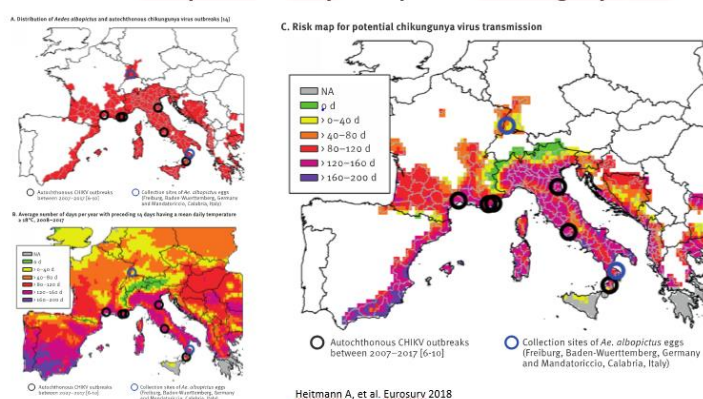 A. Distribution of Aedes albopictus and autochthonous chikungunya virus outbreaks [14]
Autochthonous CHIKV outbreaks
between 2007–2017 [6-10]
Collection sites of Ae. albopictus eggs
(Freiburg, Baden-Wuerttemberg, Germany
and Mandatoriccio, Calabria, Italy)
B. Average number of days per year with preceding 14 days having a mean daily temperature
≥ 18°C, 2008–2017
NA
0 d
> 0–40 d
> 40–80 d
> 80–120 d
> 120–160 d
> 160–200 d
Autochthonous CHIKV outbreaks
between 2007–2017 [6-10]
Collection sites of Ae. albopictus eggs
(Freiburg, Baden-Wuerttemberg, Germany
C. Risk map for potential chikungunya virus transmission
NA
0 d
> 0–40 d
> 40–80 d
> 80–120 d
> 120–160 d
> 160–200 d
Autochthonous CHIKV outbreaks
between 2007–2017 [6-10]
Collection sites of Ae. albopictus eggs
(Freiburg, Baden-Wuerttemberg, Germany
and Mandatoriccio, Calabria, Italy)
Heitmann A, et al. Eurosurv 2018